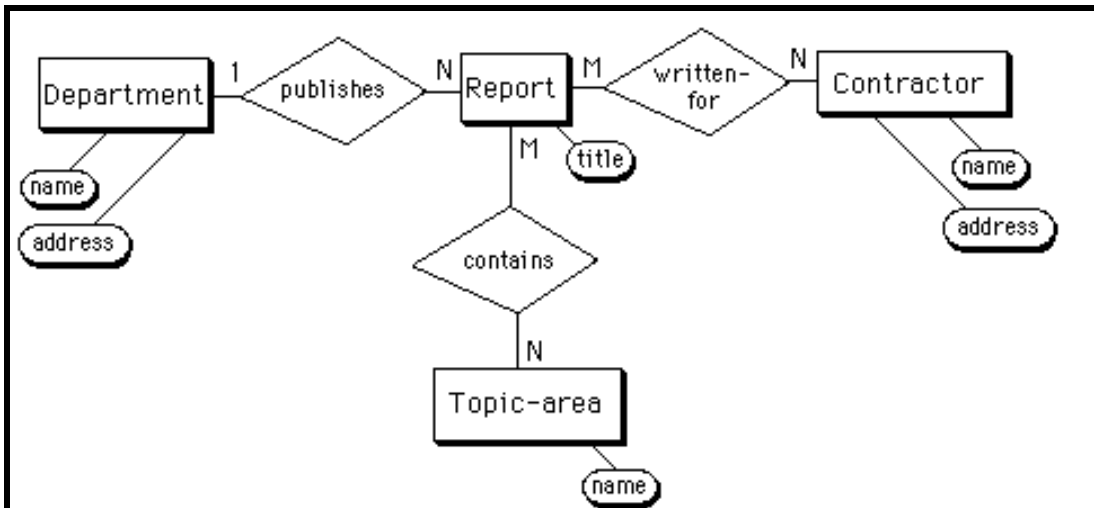 Department
1
publishes
N
Report
M
written-
for
N
Contractor
M
title
name
address
name
address
contains
N
Topic-area
name